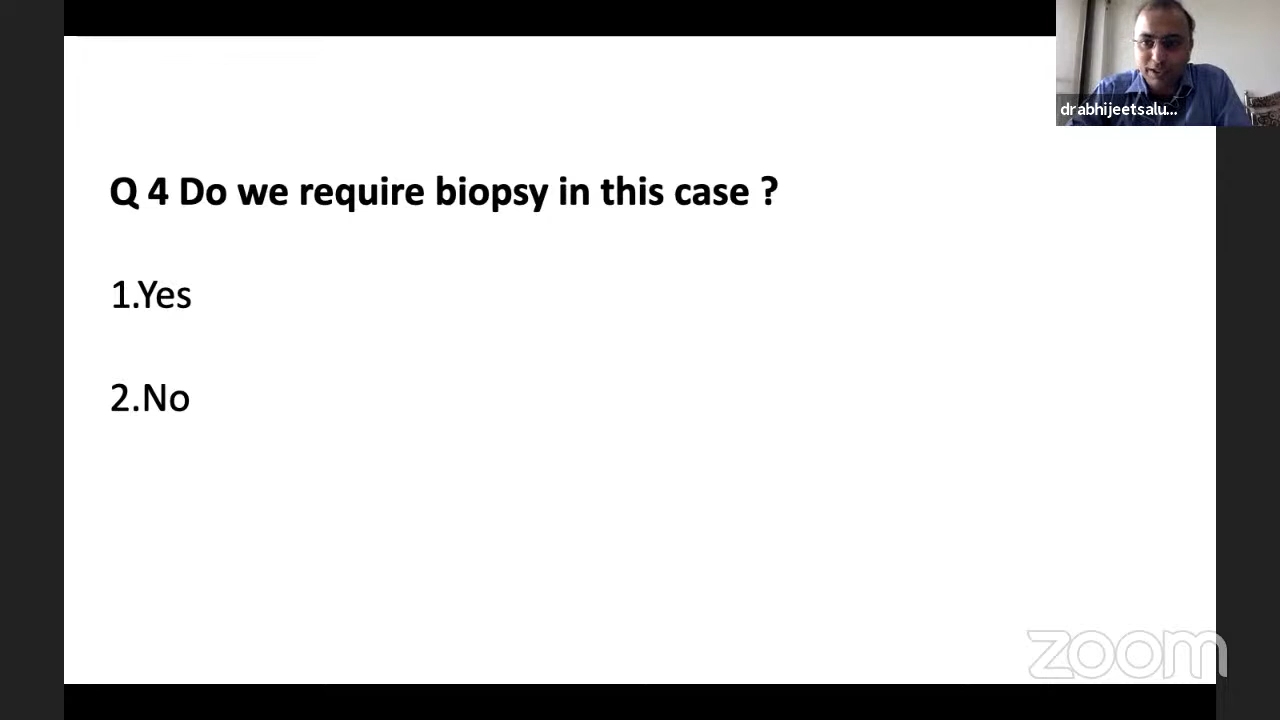 drabhijeetsalu...
Q 4 Do we require biopsy in this case ?
1.Yes
2.No
zoom